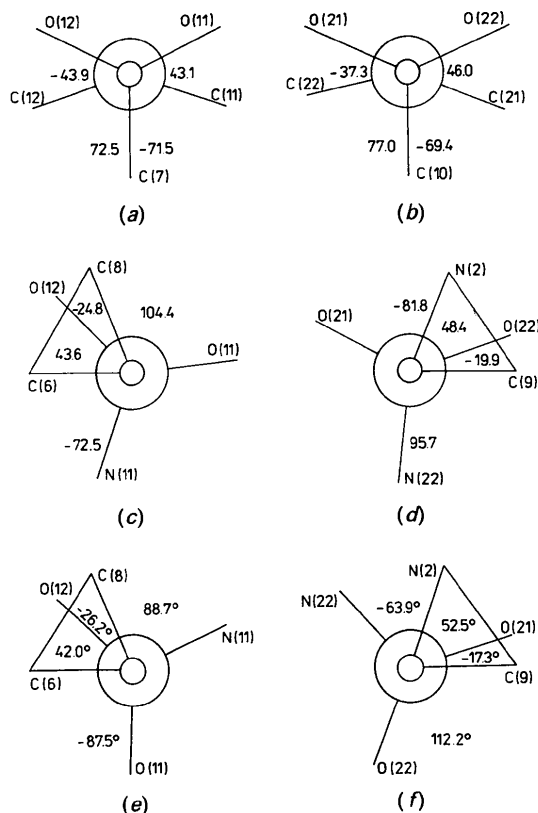 O(12) O(11)
-43.9 43.1
C(12) C(11)
72.5 -71.5
C(7)
(a)
O(21) O(22)
-37.3 46.0
C(22) C(21)
77.0 -69.4
C(10)
(b)
C(8)
O(12)
-24.8 104.4
O(11)
43.6
C(6)
-72.5
N(11)
(c)
N(2)
-81.8
O(21) 48.4 O(22)
-19.9
C(9)
95.7
N(22)
(d)
C(8)
O(12)
-26.2° 88.7°
N(11)
42.0°
C(6)
-87.5°
O(11)
(e)
N(2)
N(22) -63.9°
52.5° O(21)
-17.3°
C(9)
112.2°
O(22)
(f)